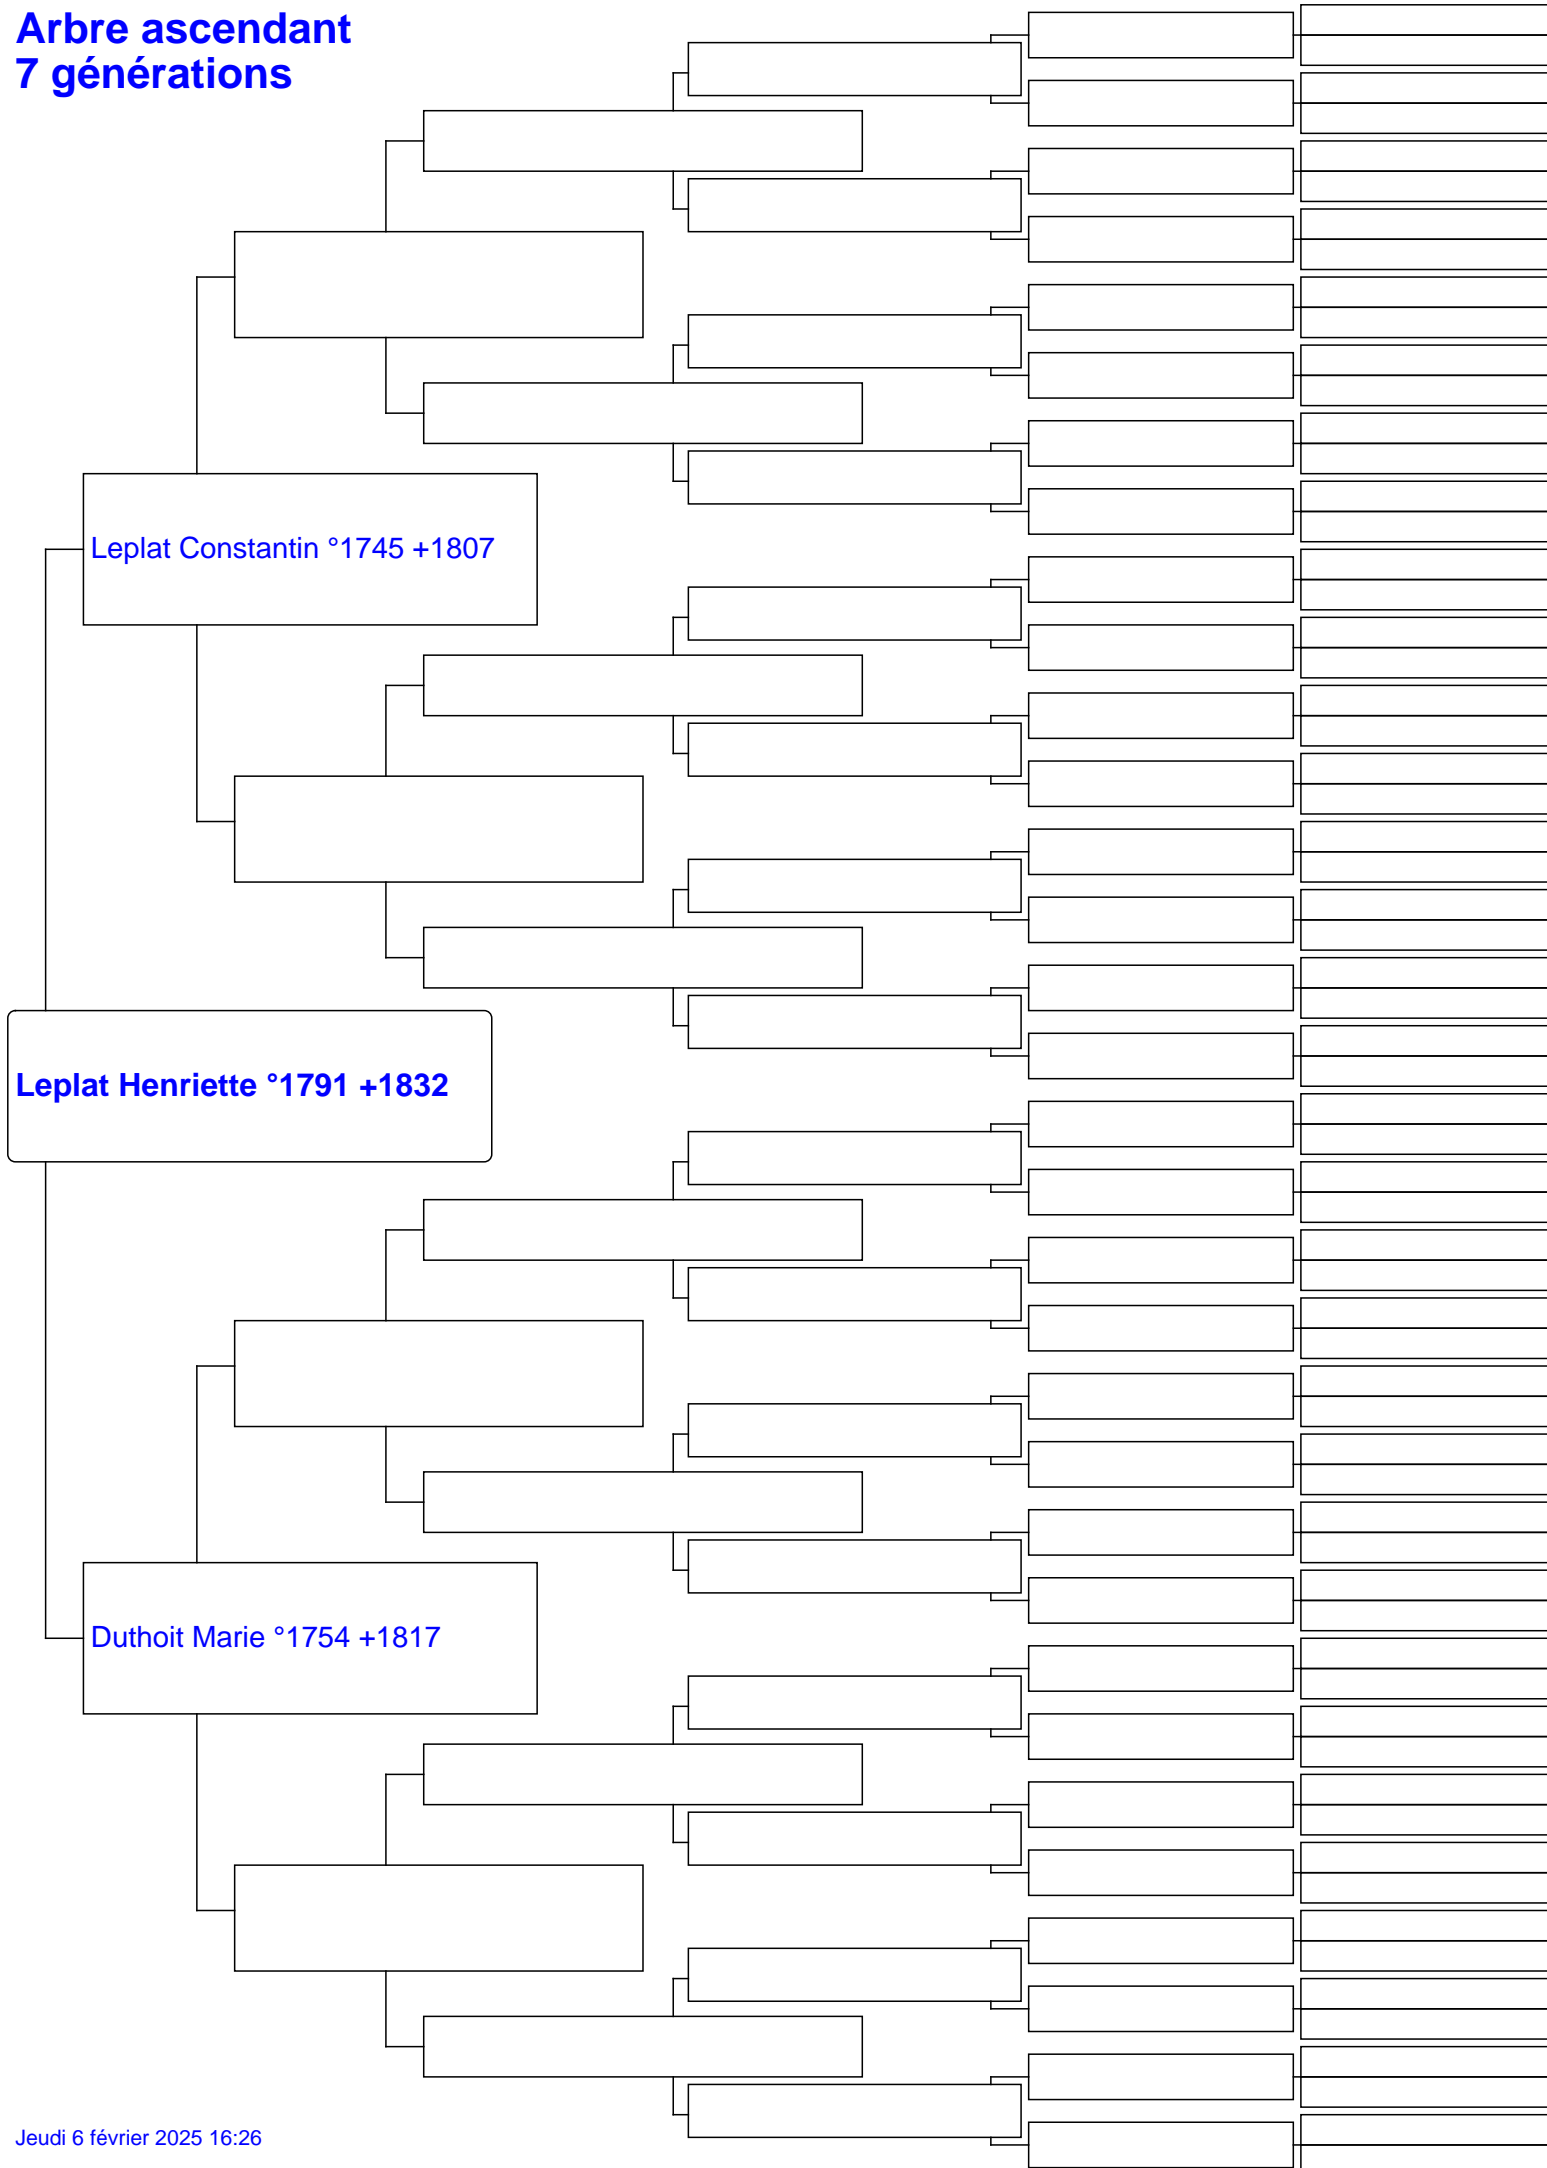 Arbre ascendant
7 générations
Leplat Constantin °1745 +1807
Leplat Henriette °1791 +1832
Duthoit Marie °1754 +1817
Jeudi 6 février 2025 16:26